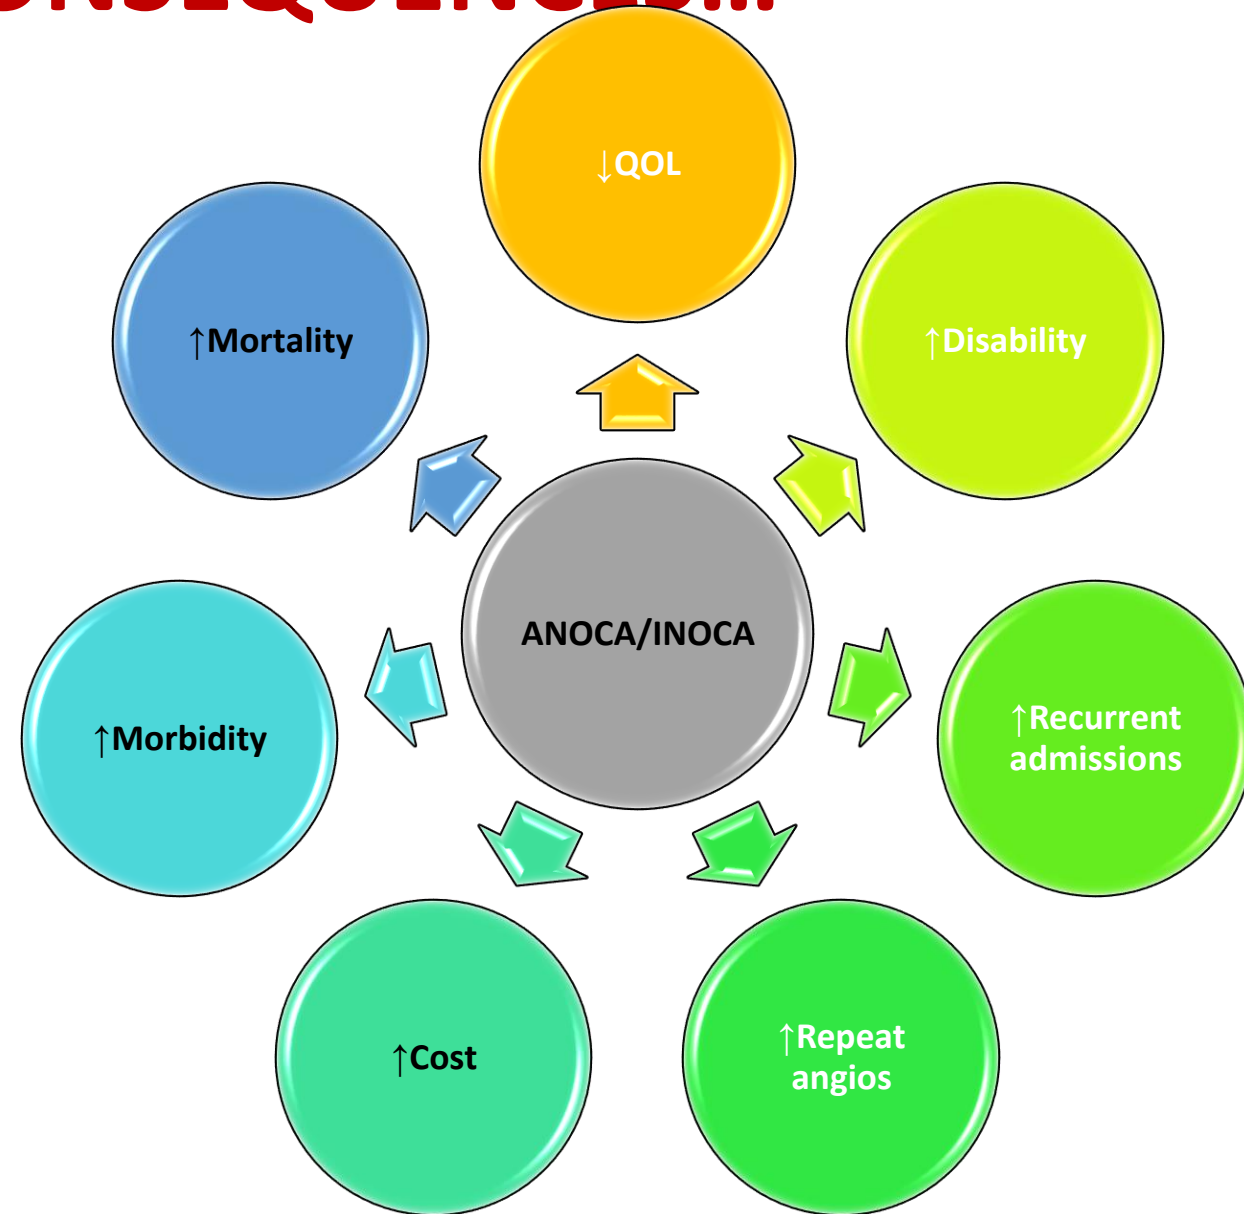 ↓QOL
↑Disability
↑Recurrent
admissions
↑Repeat
angios
↑Cost
↑Morbidity
↑Mortality
ANOCA/INOCA